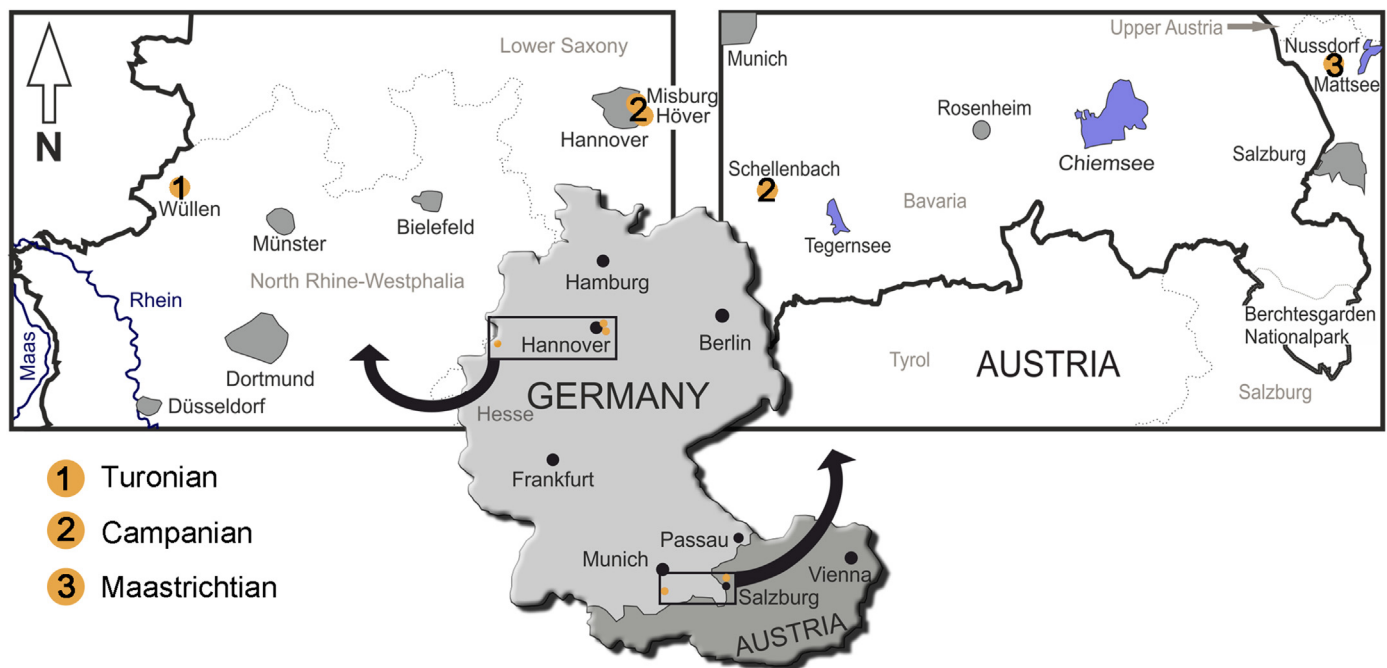 N
Lower Saxony
2
Misburg
Höver
Hannover
1
Wüllen
Münster
Bielefeld
North Rhine-Westphalia
Rhein
Maas
Dortmund
Düsseldorf
Upper Austria
Munich
Nussdorf
3
Mattsee
Rosenheim
Chiemsee
Salzburg
Schellenbach
2
Bavaria
Tegernsee
Berchtesgarden
Nationalpark
Tyrol
AUSTRIA
Salzburg
Hamburg
Berlin
Hannover
GERMANY
Hesse
Frankfurt
Passau
Munich
Vienna
Salzburg
AUSTRIA
1 Turonian
2 Campanian
3 Maastrichtian